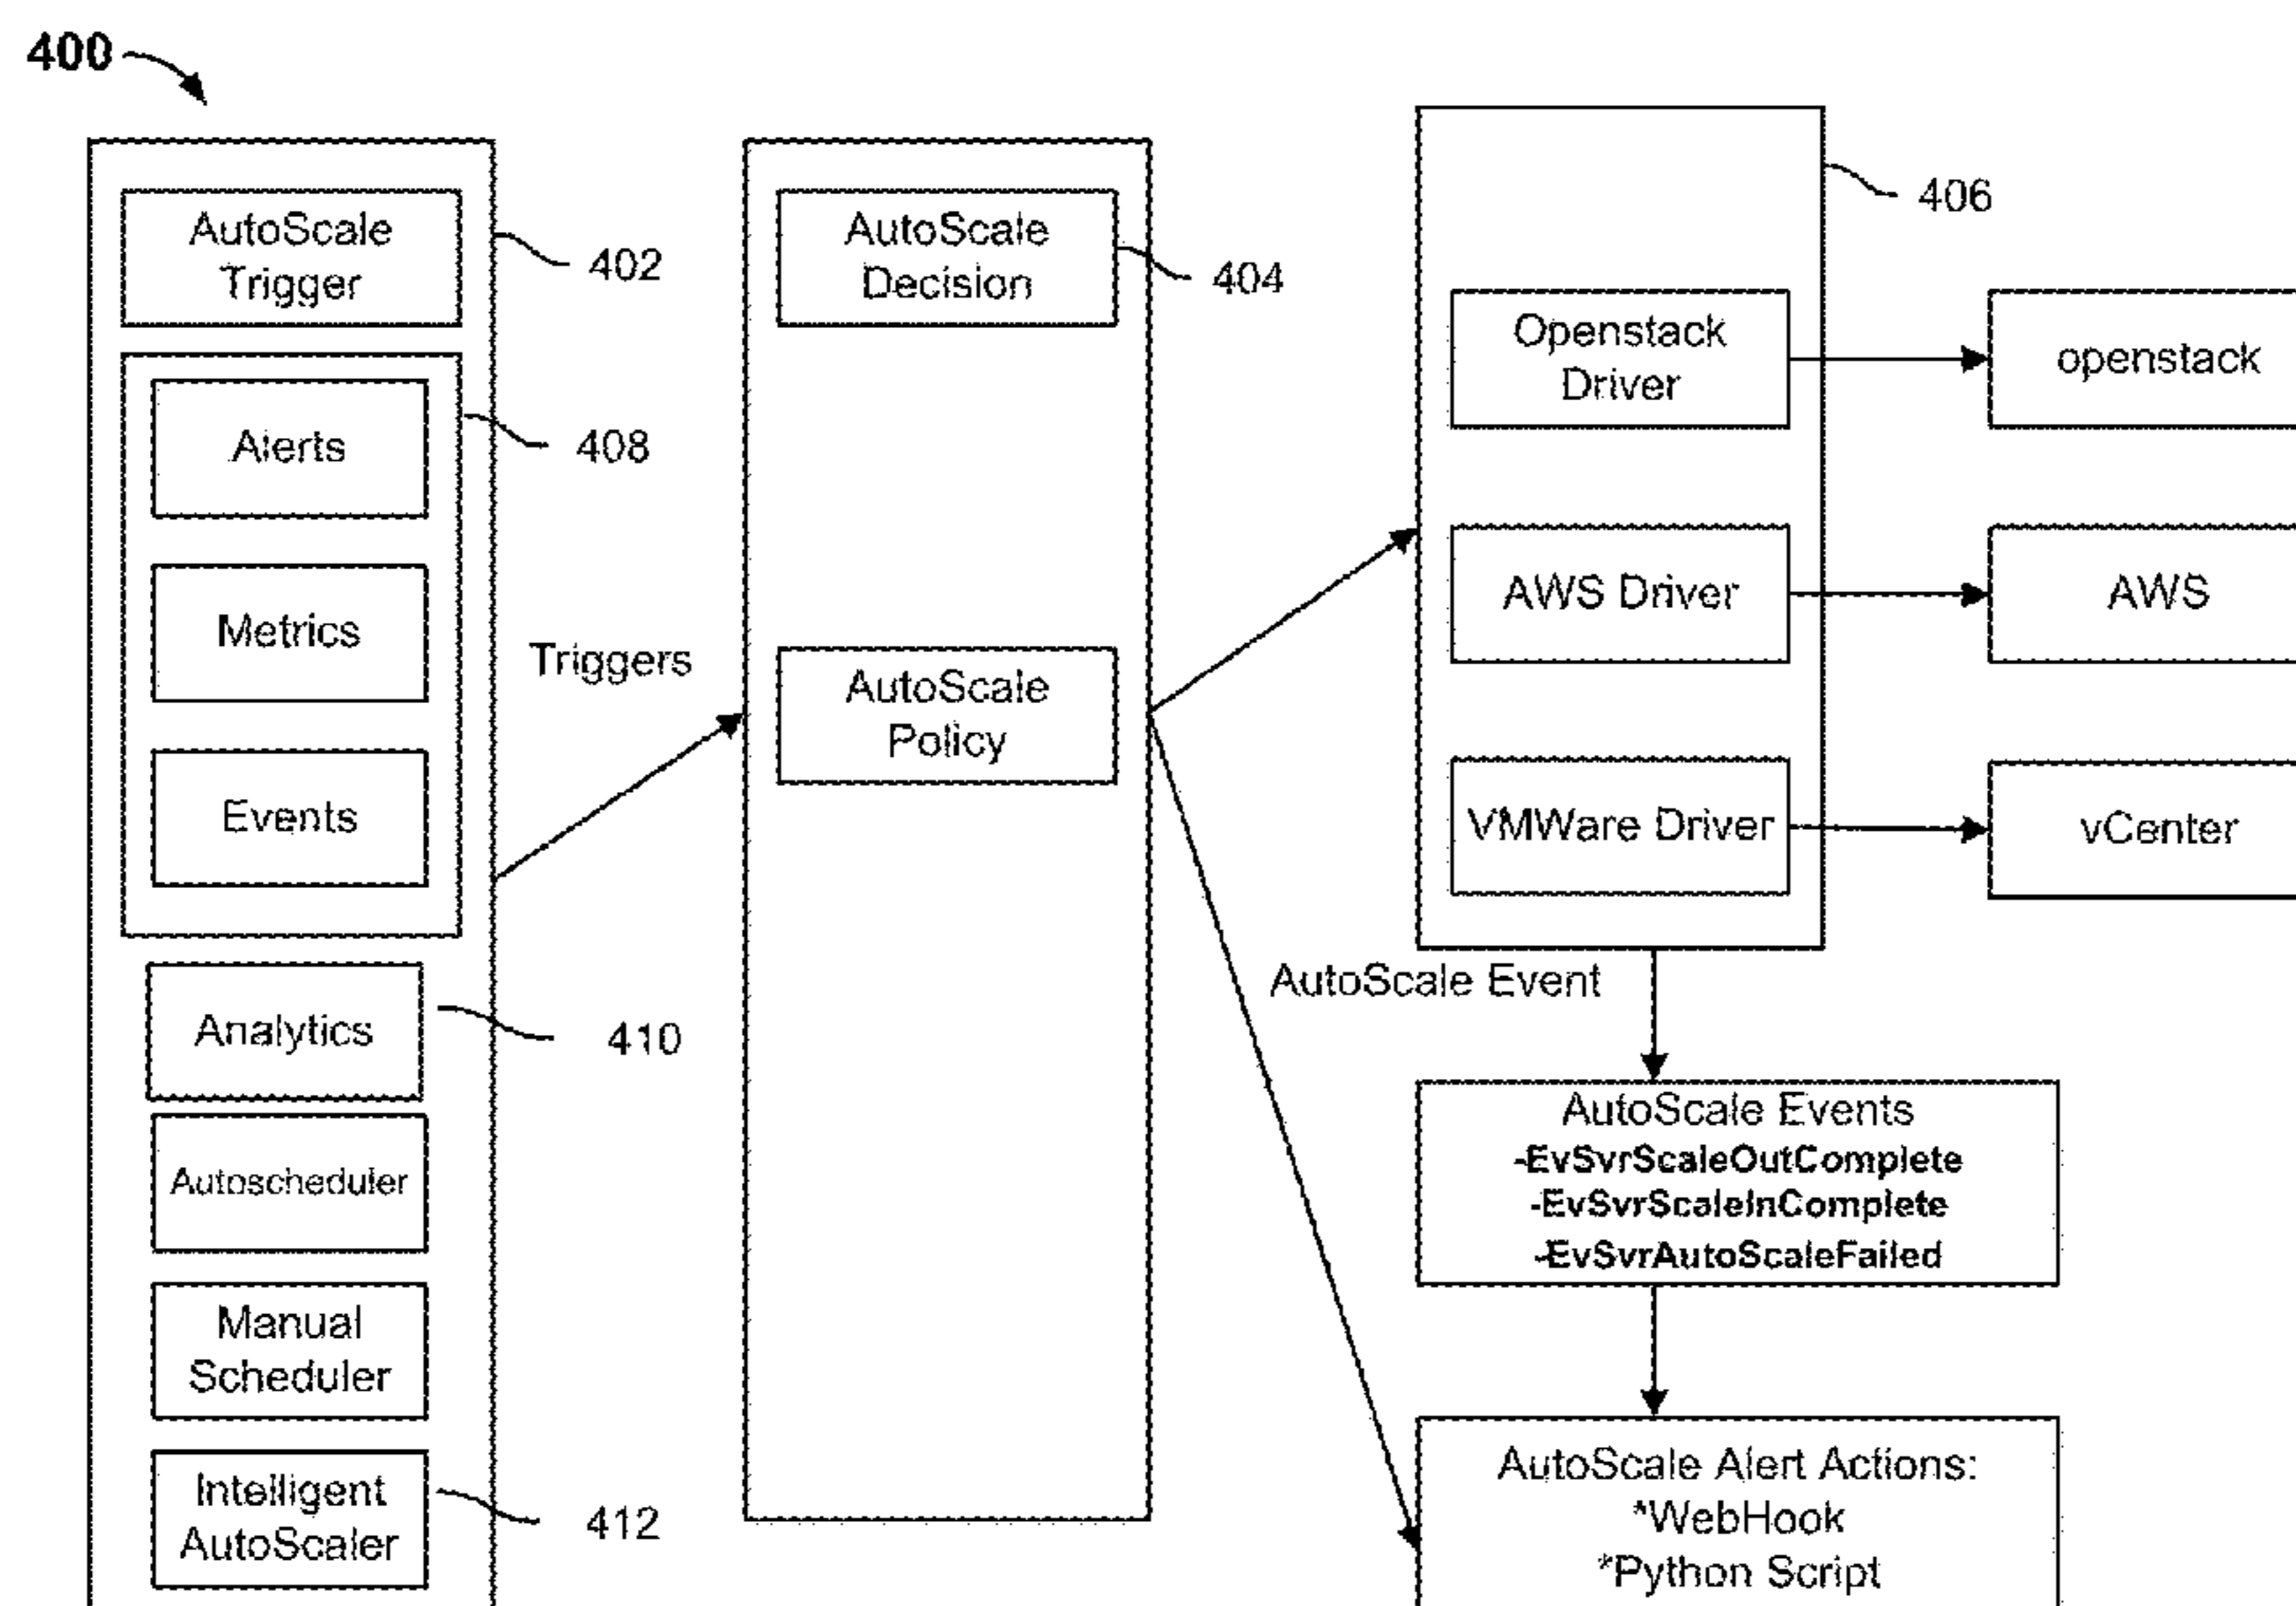 400
AutoScale
Trigger
402
Alerts
408
Metrics
Events
Analytics
410
Autoscheduler
Manual
Scheduler
Intelligent
AutoScaler
412
Triggers
AutoScale
Decision
404
AutoScale
Policy
406
Openstack
Driver
openstack
AWS Driver
AWS
VMWare Driver
vCenter
AutoScale Event
AutoScale Events
-EvSvrScaleOutComplete
-EvSvrScaleInComplete
-EvSvrAutoScaleFailed
AutoScale Alert Actions:
*WebHook
*Python Script